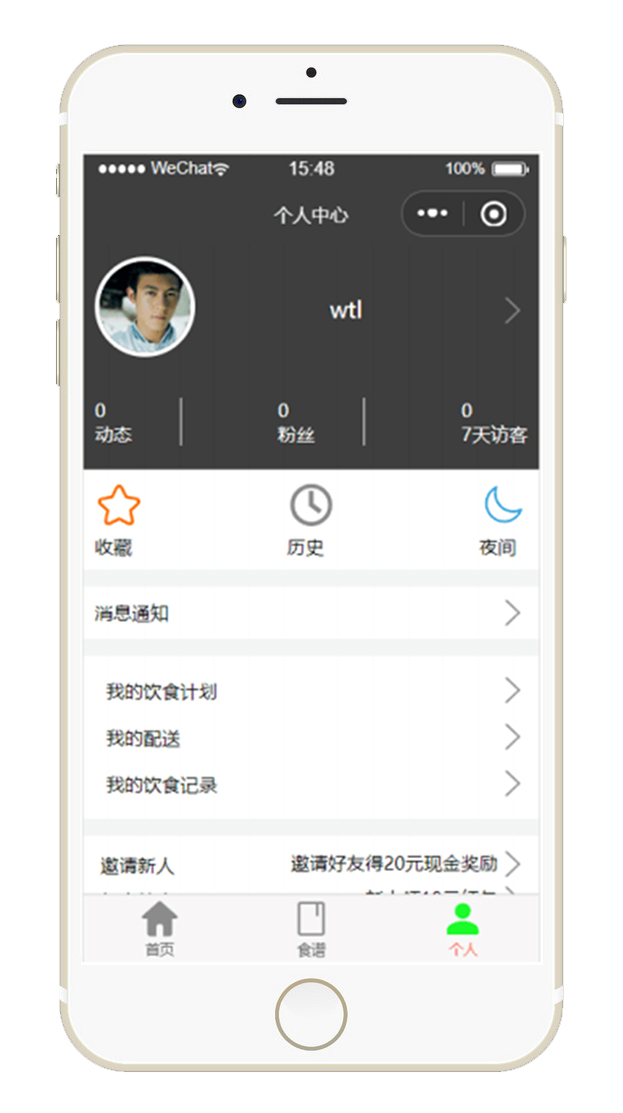 WeChat 15:48 100%
个人中心
wtl
0 0 0
动态 粉丝 7天访客
收藏 历史 夜间
消息通知
我的饮食计划
我的配送
我的饮食记录
邀请新人 邀请好友得20元现金奖励
首页 食谱 个人